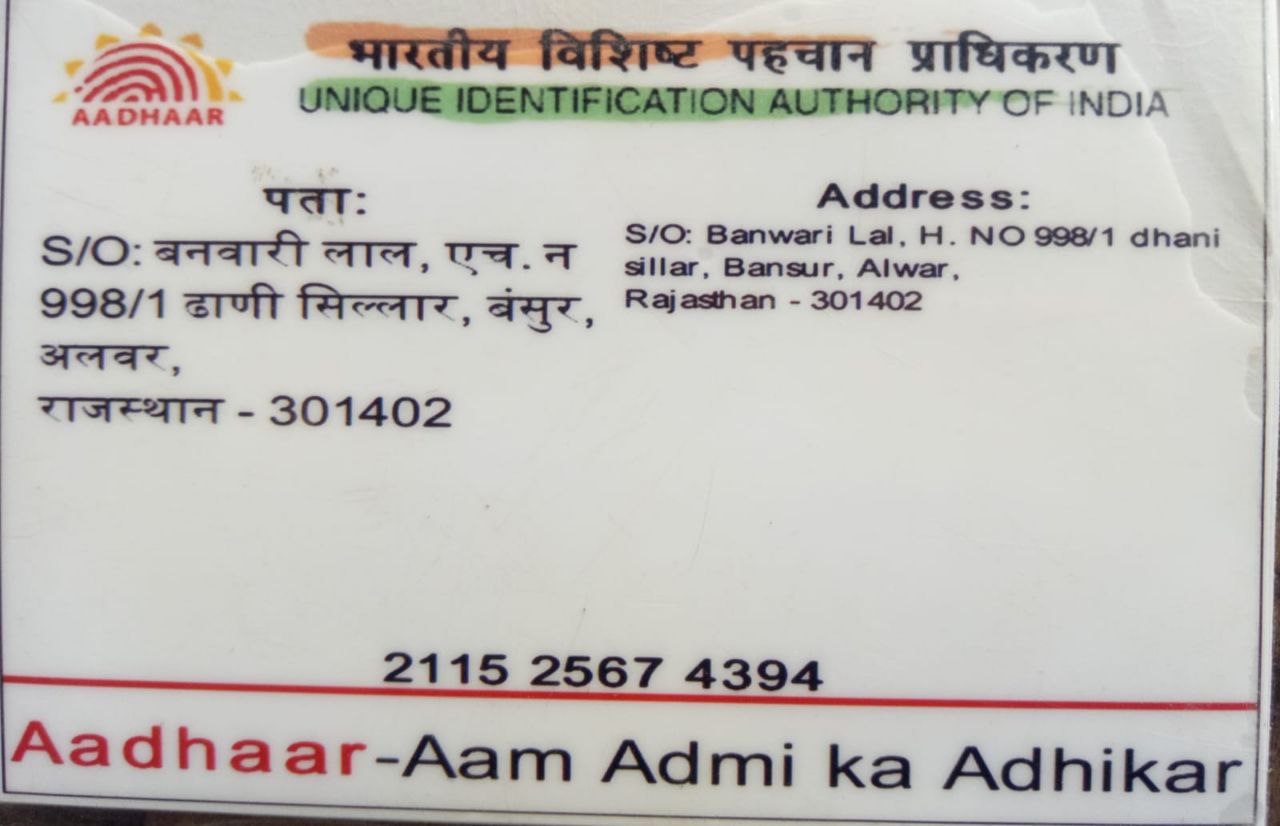 भारतीय विशिष्ट पहचान प्राधिकरण
UNIQUE IDENTIFICATION AUTHORITY OF INDIA
AADHAAR
पता:
S/O: बनवारी लाल, एच. न
998/1 ढाणी सिल्लार, बंसुर,
अलवर,
राजस्थान - 301402
Address:
S/O: Banwari Lal, H. NO 998/1 dhani
sillar, Bansur, Alwar,
Rajasthan - 301402
2115 2567 4394
Aadhaar-Aam Admi ka Adhikar